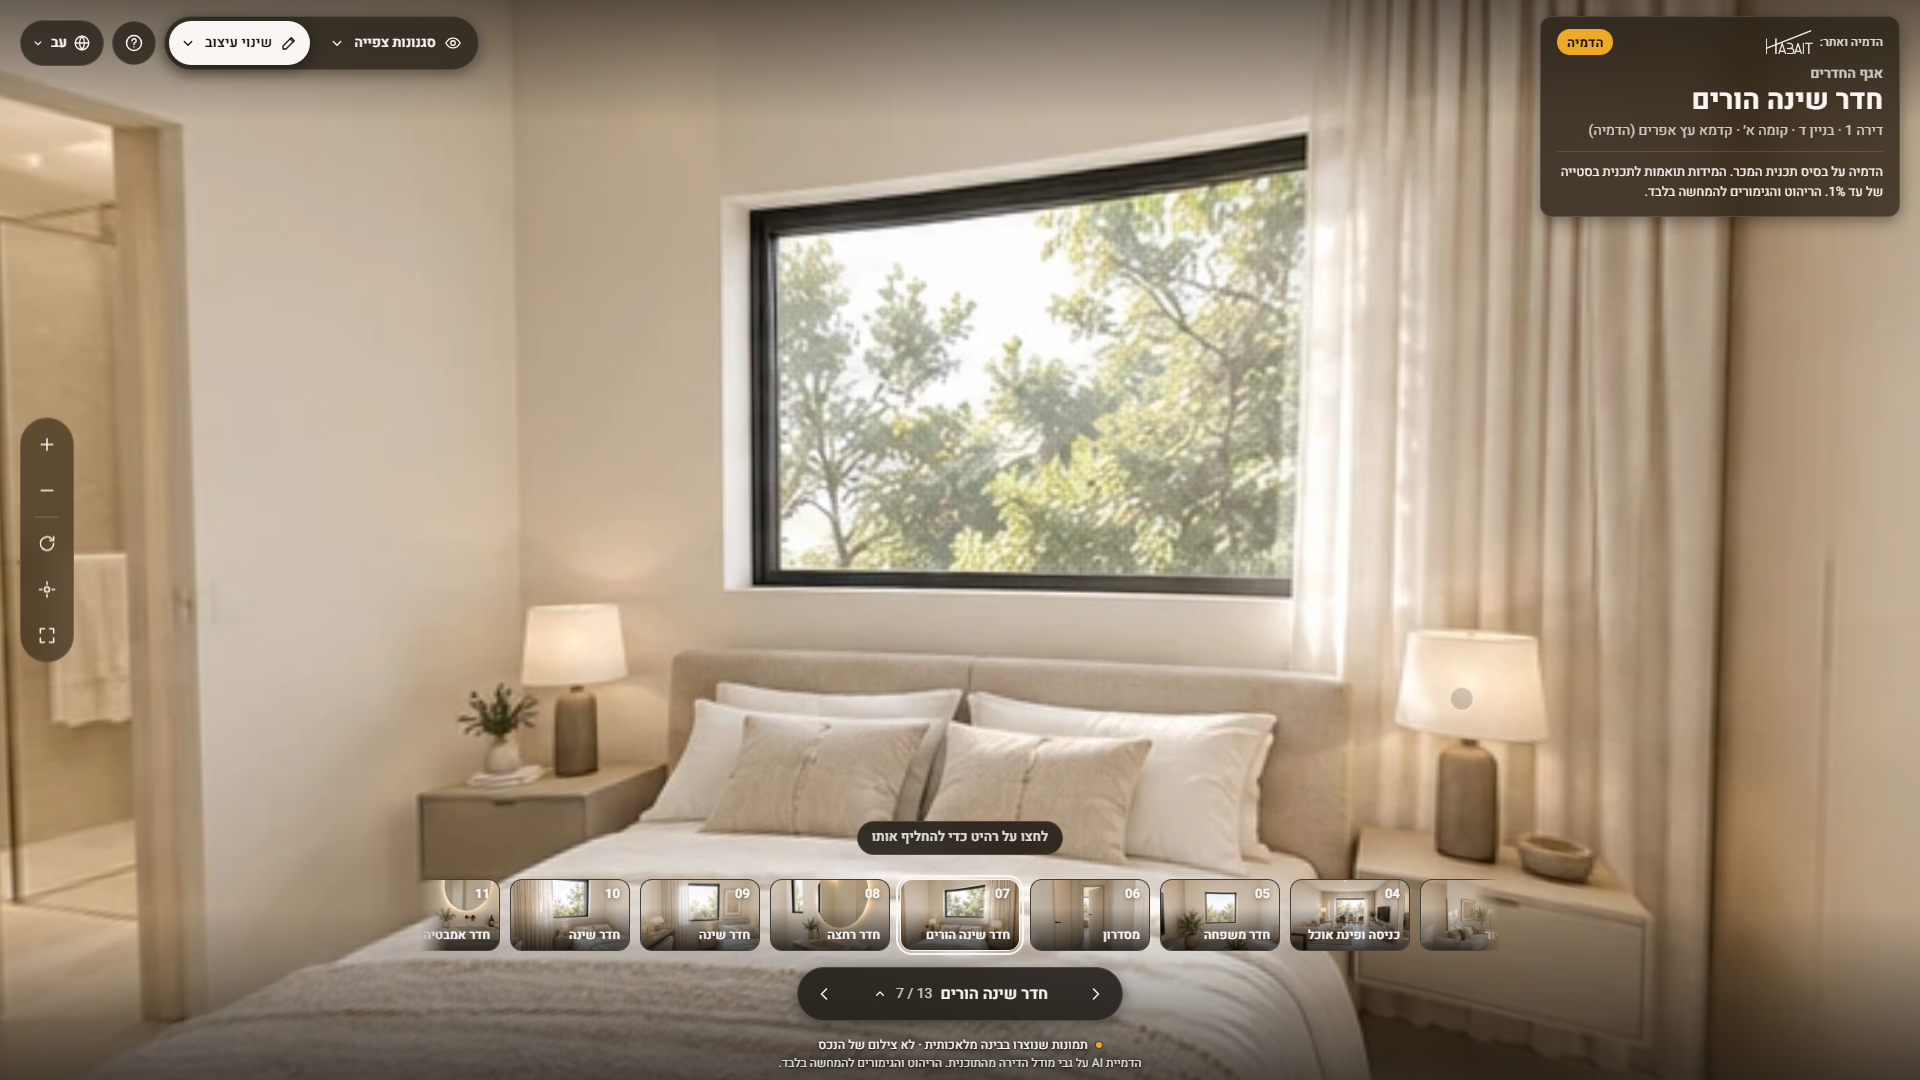 הדמיה ואתר: HABAIT
הדמיה
אגף החדרים
חדר שינה הורים
דירה 1 · בניין ד · קומה א׳ · קדמא עץ אפרים (הדמיה)
הדמיה על בסיס תכנית המכר. המידות תואמות לתכנית בסטייה
של עד 1%. הריהוט והגימורים להמחשה בלבד.
סגנונות צפייה
שינוי עיצוב
עב
לחצו על רהיט כדי להחליף אותו
04
כניסה ופינת אוכל
05
חדר משפחה
06
מסדרון
07
חדר שינה הורים
08
חדר רחצה
09
חדר שינה
10
חדר שינה
11
חדר אמבטיה
חדר שינה הורים 7 / 13
תמונות שנוצרו בבינה מלאכותית · לא צילום של הנכס
הדמיית AI על גבי מודל הדירה מהתוכנית. הריהוט והגימורים להמחשה בלבד.